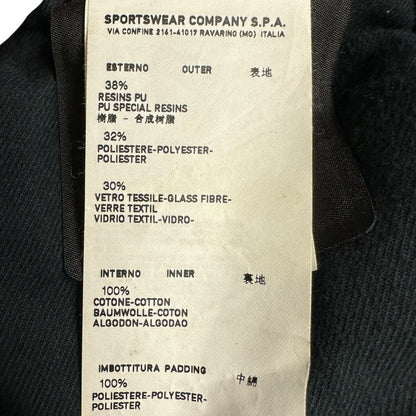 SPORTSWEAR COMPANY S.P.A.
VIA CONFINE 2161-41017 RAVARINO (MO) ITALIA
ESTERNO OUTER 表地
38%
RESINS PU
PU SPECIAL RESINS
樹脂 - 合成树脂
32%
POLIESTERE-POLYESTER-
POLIESTER
30%
VETRO TESSILE-GLASS FIBRE-
VERRE TEXTIL
VIDRIO TEXTIL-VIDRO-
INTERNO INNER 裏地
100%
COTONE-COTTON
BAUMWOLLE-COTON
ALGODON-ALGODAO
IMBOTTITURA PADDING 中綿
100%
POLIESTERE-POLYESTER-
POLIESTER